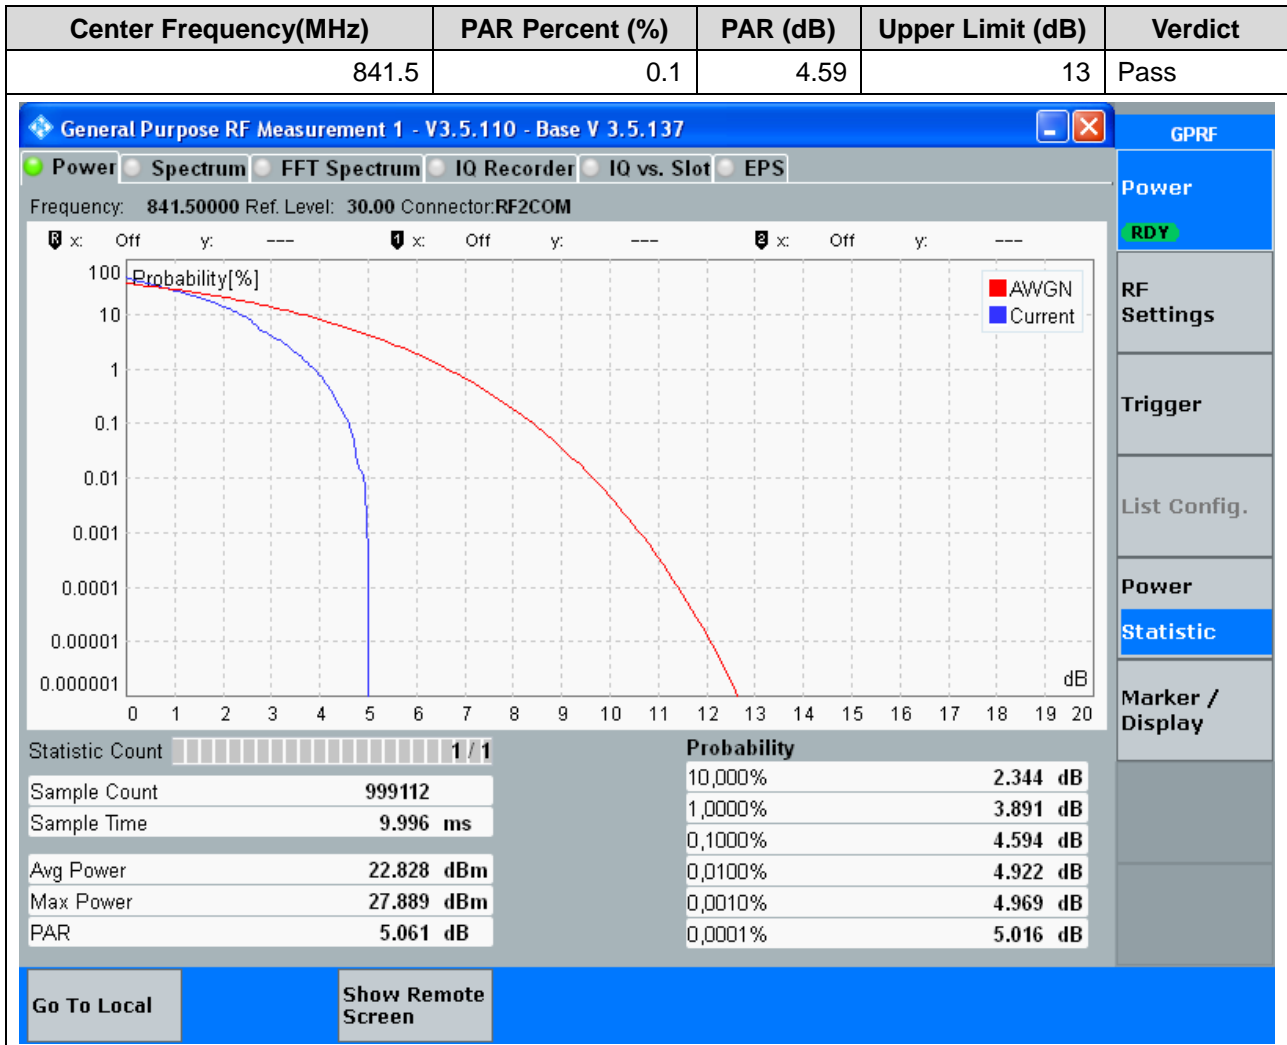 Center Frequency(MHz) PAR Percent (%) PAR (dB) Upper Limit (dB) Verdict
841.5 0.1 4.59 13 Pass
General Purpose RF Measurement 1 - V3.5.110 - Base V 3.5.137
GPRF
Power Spectrum FFT Spectrum IQ Recorder IQ vs. Slot EPS
Frequency: 841.50000 Ref. Level: 30.00 Connector:RF2COM
R x: Off y: --- 1 x: Off y: --- 2 x: Off y: ---
Probability[%]
AWGN
Current
100
10
1
0.1
0.01
0.001
0.0001
0.00001
0.000001
dB
0 1 2 3 4 5 6 7 8 9 10 11 12 13 14 15 16 17 18 19 20
Statistic Count 1 / 1
Sample Count 999112
Sample Time 9.996 ms
Avg Power 22.828 dBm
Max Power 27.889 dBm
PAR 5.061 dB
Probability
10,000% 2.344 dB
1,0000% 3.891 dB
0,1000% 4.594 dB
0,0100% 4.922 dB
0,0010% 4.969 dB
0,0001% 5.016 dB
Power
RDY
RF
Settings
Trigger
List Config.
Power
Statistic
Marker /
Display
Go To Local
Show Remote
Screen